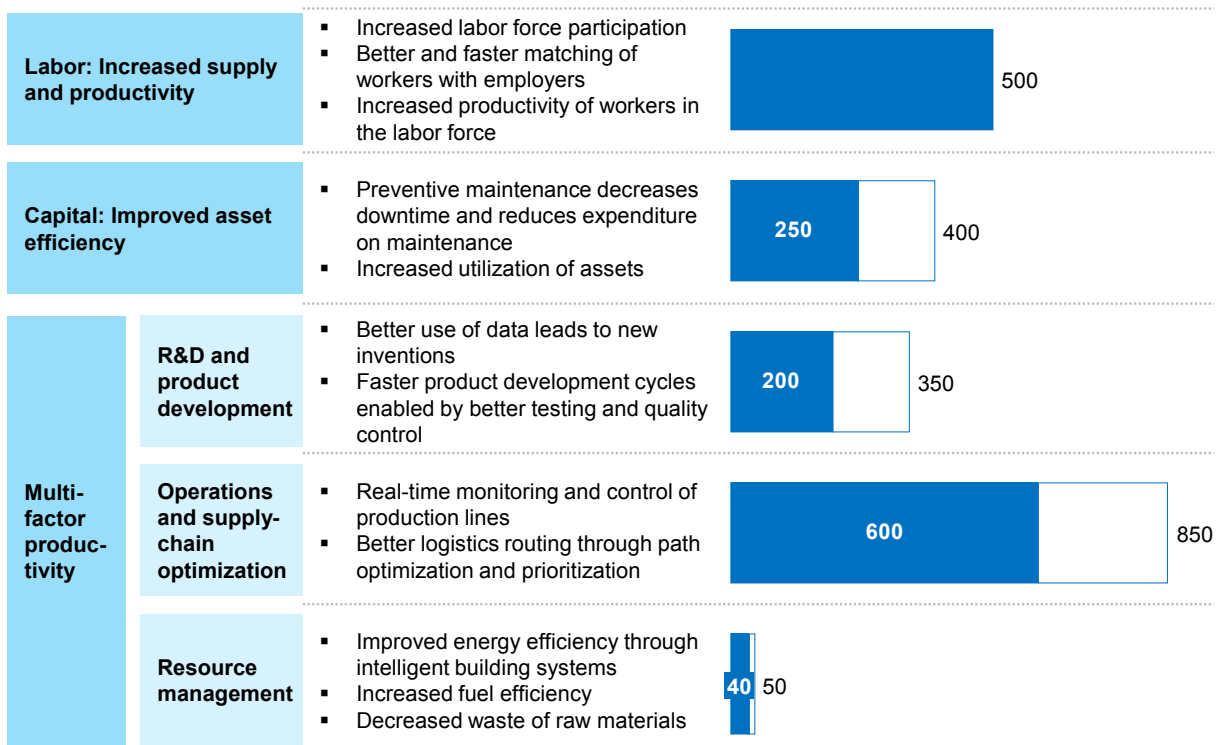 Labor: Increased supply
and productivity
▪ Increased labor force participation
▪ Better and faster matching of
workers with employers
▪ Increased productivity of workers in
the labor force
500
Capital: Improved asset
efficiency
▪ Preventive maintenance decreases
downtime and reduces expenditure
on maintenance
▪ Increased utilization of assets
250
400
Multi-
factor
produc-
tivity
R&D and
product
development
▪ Better use of data leads to new
inventions
▪ Faster product development cycles
enabled by better testing and quality
control
200
350
Operations
and supply-
chain
optimization
▪ Real-time monitoring and control of
production lines
▪ Better logistics routing through path
optimization and prioritization
600
850
Resource
management
▪ Improved energy efficiency through
intelligent building systems
▪ Increased fuel efficiency
▪ Decreased waste of raw materials
40
50